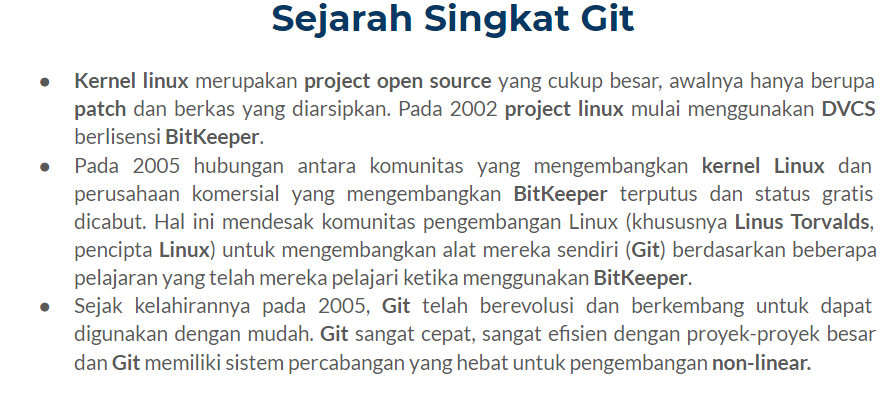 Sejarah Singkat Git
● Kernel linux merupakan project open source yang cukup besar, awalnya hanya berupa
patch dan berkas yang diarsipkan. Pada 2002 project linux mulai menggunakan DVCS
berlisensi BitKeeper.
● Pada 2005 hubungan antara komunitas yang mengembangkan kernel Linux dan
perusahaan komersial yang mengembangkan BitKeeper terputus dan status gratis
dicabut. Hal ini mendesak komunitas pengembangan Linux (khususnya Linus Torvalds,
pencipta Linux) untuk mengembangkan alat mereka sendiri (Git) berdasarkan beberapa
pelajaran yang telah mereka pelajari ketika menggunakan BitKeeper.
● Sejak kelahirannya pada 2005, Git telah berevolusi dan berkembang untuk dapat
digunakan dengan mudah. Git sangat cepat, sangat efisien dengan proyek-proyek besar
dan Git memiliki sistem percabangan yang hebat untuk pengembangan non-linear.